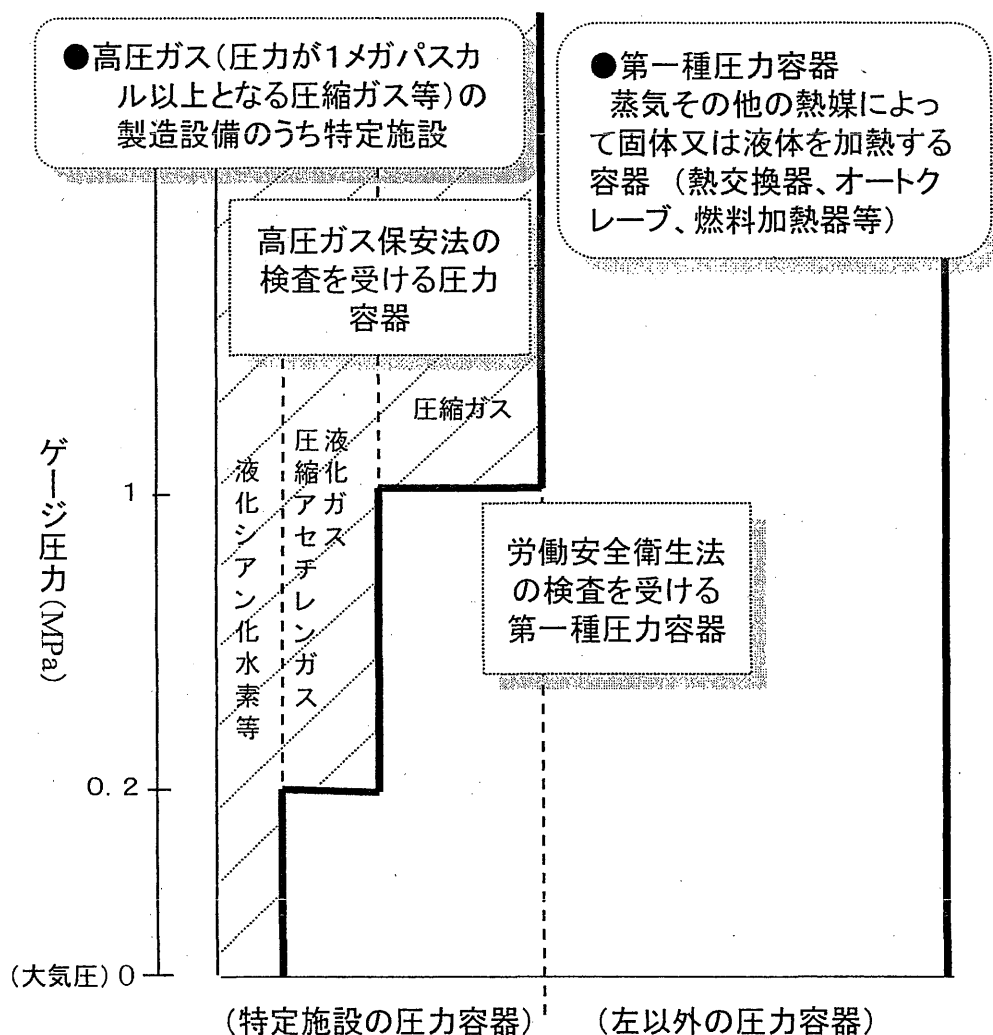 ●高圧ガス(圧力が1メガパスカ
ル以上となる圧縮ガス等)の
製造設備のうち特定施設
●第一種圧力容器
蒸気その他の熱媒によっ
て固体又は液体を加熱する
容器 (熱交換器、オートク
レーブ、燃料加熱器等)
高圧ガス保安法の
検査を受ける圧力
容器
圧縮ガス
液化ガス
圧縮アセチレンガス
液化シアン化水素等
ゲージ圧力(MPa)
1
労働安全衛生法
の検査を受ける
第一種圧力容器
0.2
(大気圧) 0
(特定施設の圧力容器)
(左以外の圧力容器)